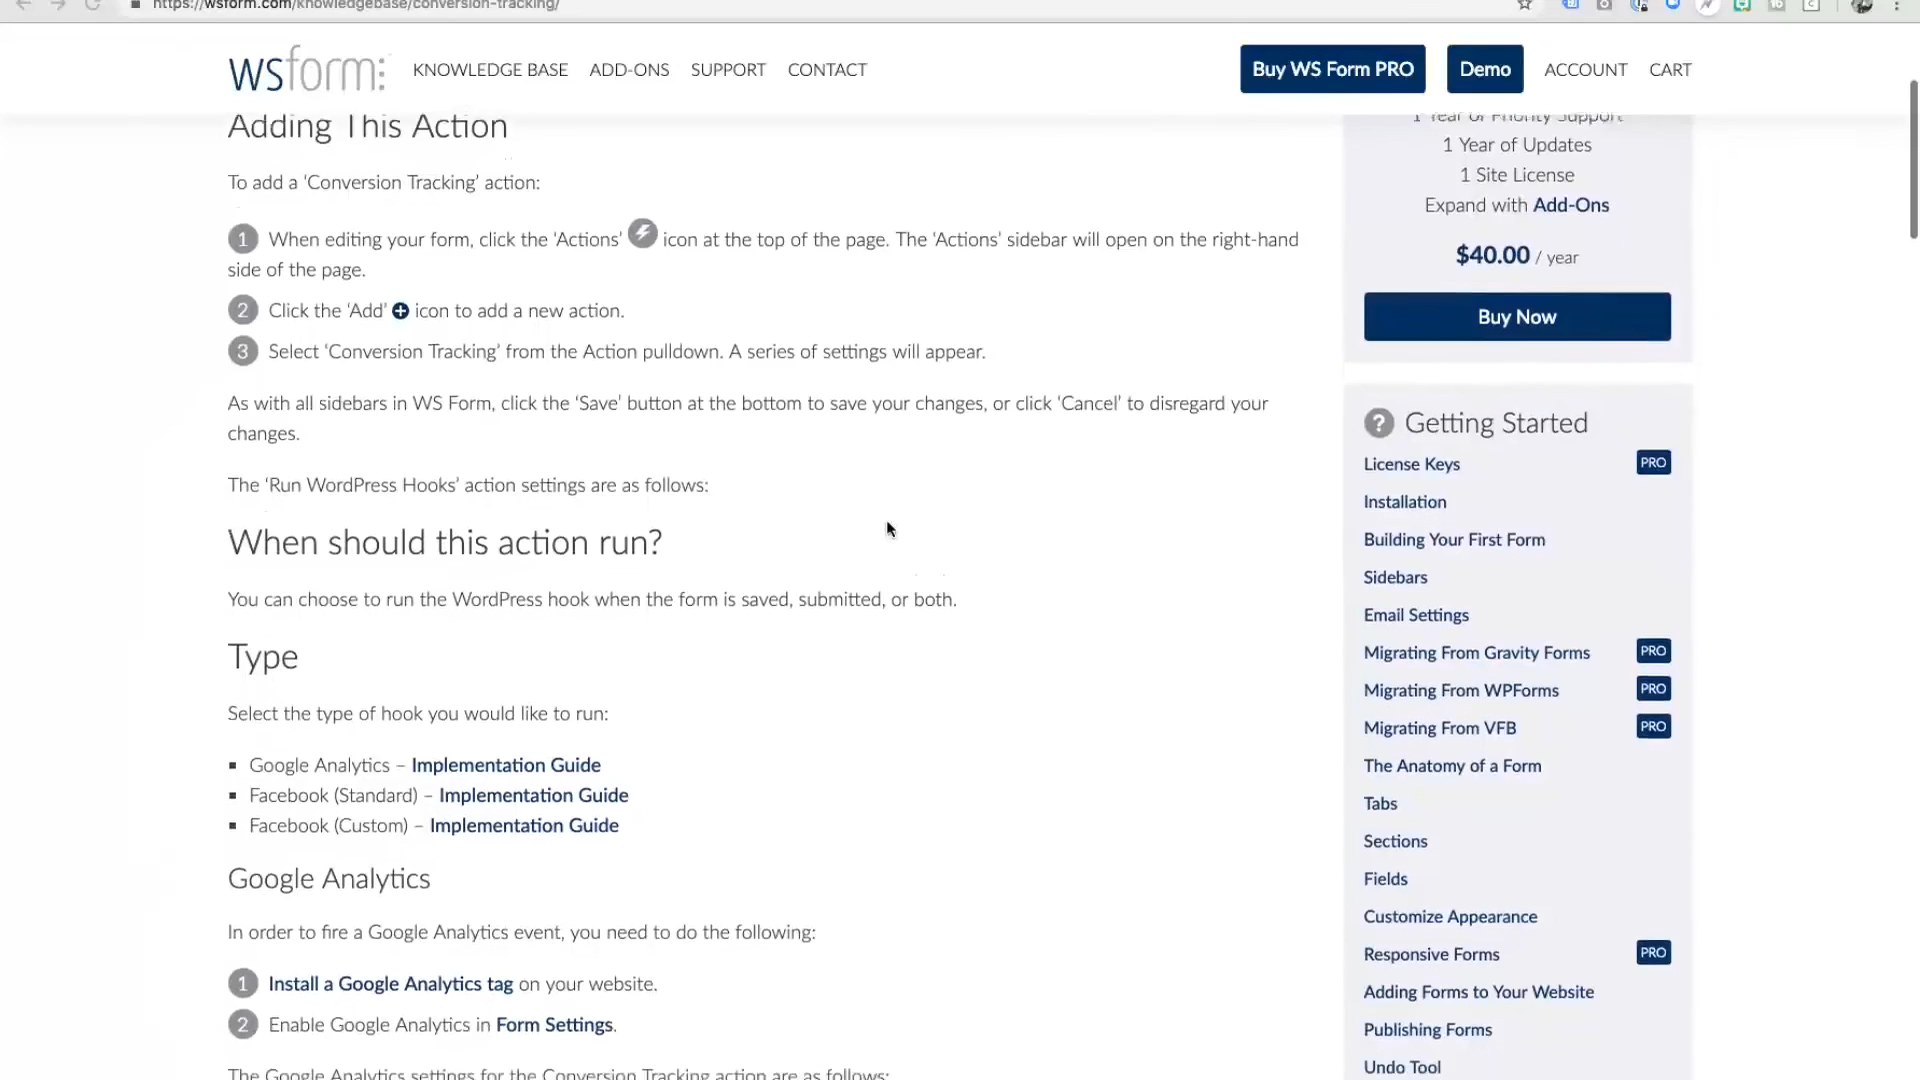 https://wsform.com/knowledgebase/conversion-tracking/
wsform:
KNOWLEDGE BASE
ADD-ONS
SUPPORT
CONTACT
Buy WS Form PRO
Demo
ACCOUNT
CART
Adding This Action
To add a ‘Conversion Tracking’ action:
1 When editing your form, click the ‘Actions’ icon at the top of the page. The ‘Actions’ sidebar will open on the right-hand
side of the page.
2 Click the ‘Add’ icon to add a new action.
3 Select ‘Conversion Tracking’ from the Action pulldown. A series of settings will appear.
As with all sidebars in WS Form, click the ‘Save’ button at the bottom to save your changes, or click ‘Cancel’ to disregard your
changes.
The ‘Run WordPress Hooks’ action settings are as follows:
When should this action run?
You can choose to run the WordPress hook when the form is saved, submitted, or both.
Type
Select the type of hook you would like to run:
Google Analytics – Implementation Guide
Facebook (Standard) – Implementation Guide
Facebook (Custom) – Implementation Guide
Google Analytics
In order to fire a Google Analytics event, you need to do the following:
1 Install a Google Analytics tag on your website.
2 Enable Google Analytics in Form Settings.
The Google Analytics settings for the Conversion Tracking action are as follows:
1 Year of Priority Support
1 Year of Updates
1 Site License
Expand with Add-Ons
$40.00 / year
Buy Now
? Getting Started
License Keys PRO
Installation
Building Your First Form
Sidebars
Email Settings
Migrating From Gravity Forms PRO
Migrating From WPForms PRO
Migrating From VFB PRO
The Anatomy of a Form
Tabs
Sections
Fields
Customize Appearance
Responsive Forms PRO
Adding Forms to Your Website
Publishing Forms
Undo Tool